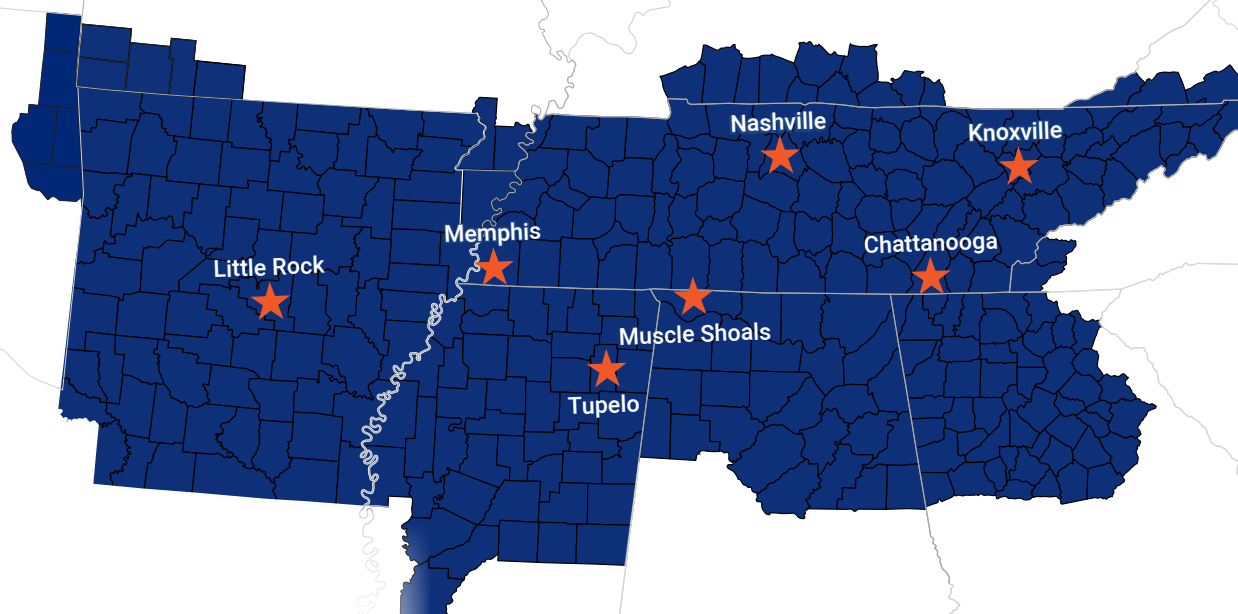 Nashville
Knoxville
Memphis
Chattanooga
Little Rock
Muscle Shoals
Tupelo